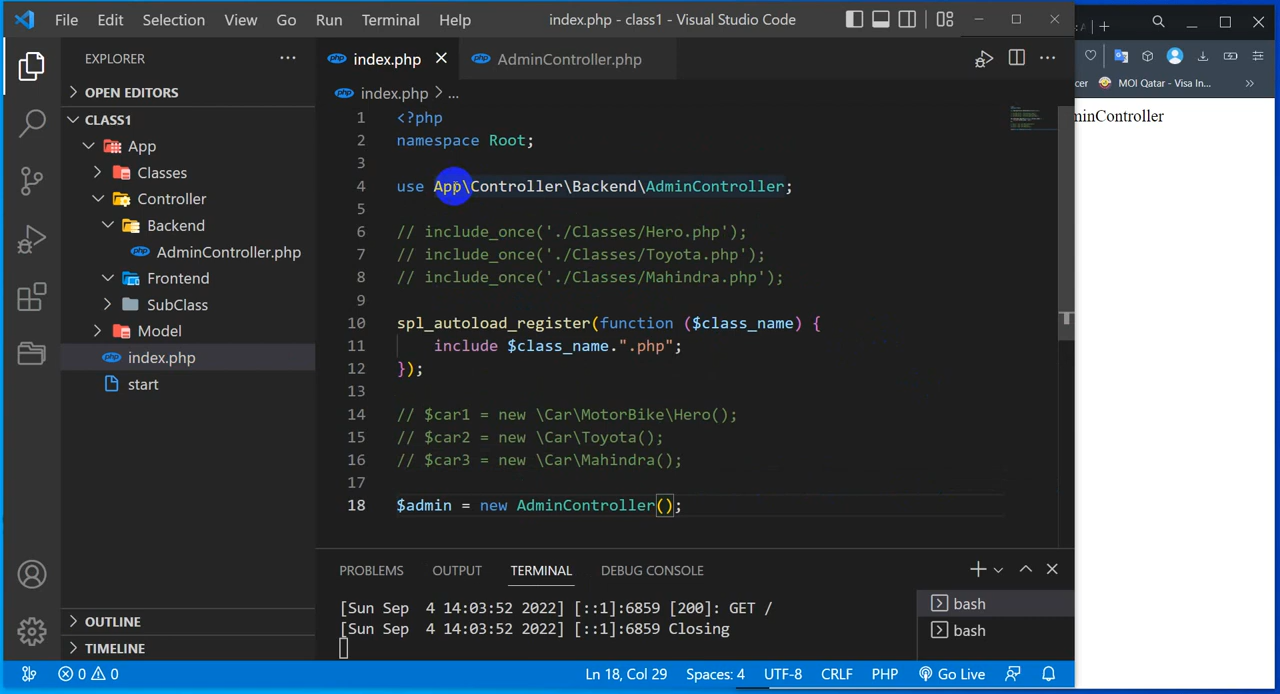 File Edit Selection View Go Run Terminal Help index.php - class1 - Visual Studio Code
EXPLORER
OPEN EDITORS
CLASS1
App
Classes
Controller
Backend
AdminController.php
Frontend
SubClass
Model
index.php
start
OUTLINE
TIMELINE
php index.php
php AdminController.php
php index.php > ...
1 <?php
2 namespace Root;
3
4 use App\Controller\Backend\AdminController;
5
6 // include_once('./Classes/Hero.php');
7 // include_once('./Classes/Toyota.php');
8 // include_once('./Classes/Mahindra.php');
9
10 spl_autoload_register(function ($class_name) {
11 include $class_name.".php";
12 });
13
14 // $car1 = new \Car\MotorBike\Hero();
15 // $car2 = new \Car\Toyota();
16 // $car3 = new \Car\Mahindra();
17
18 $admin = new AdminController();
PROBLEMS OUTPUT TERMINAL DEBUG CONSOLE
[Sun Sep 4 14:03:52 2022] [::1]:6859 [200]: GET /
[Sun Sep 4 14:03:52 2022] [::1]:6859 Closing
bash
bash
0 0 Ln 18, Col 29 Spaces: 4 UTF-8 CRLF PHP Go Live
cer MOI Qatar - Visa In...
minController